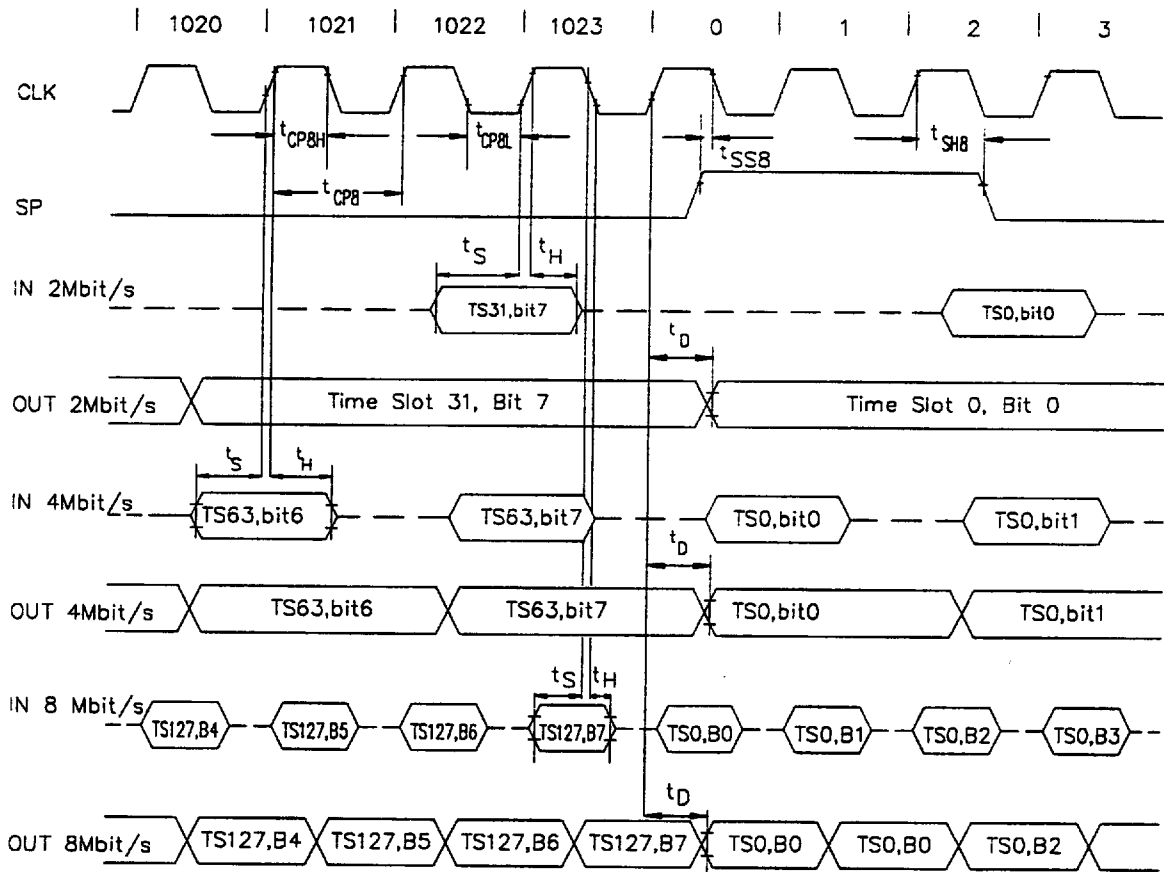 1020 1021 1022 1023 0 1 2 3
CLK
tCP8H tCP8L tSS8 tSH8
tCP8
SP
tS tH
IN 2Mbit/s
TS31,bit7 TS0,bit0
tD
OUT 2Mbit/s
Time Slot 31, Bit 7 Time Slot 0, Bit 0
tS tH
IN 4Mbit/s
TS63,bit6 TS63,bit7 TS0,bit0 TS0,bit1
tD
OUT 4Mbit/s
TS63,bit6 TS63,bit7 TS0,bit0 TS0,bit1
tS tH
IN 8 Mbit/s
TS127,B4 TS127,B5 TS127,B6 TS127,B7 TS0,B0 TS0,B1 TS0,B2 TS0,B3
tD
OUT 8Mbit/s
TS127,B4 TS127,B5 TS127,B6 TS127,B7 TS0,B0 TS0,B0 TS0,B2